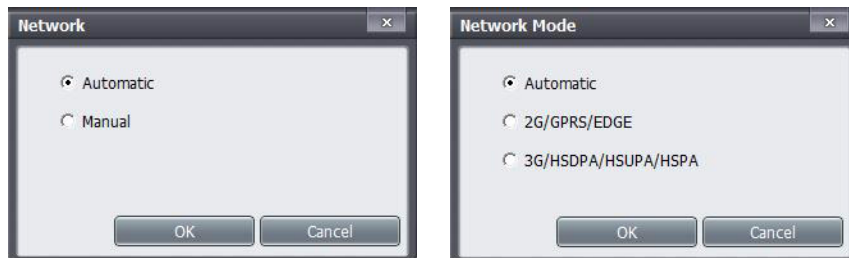 Network
Automatic
Manual
OK Cancel
Network Mode
Automatic
2G/GPRS/EDGE
3G/HSDPA/HSUPA/HSPA
OK Cancel